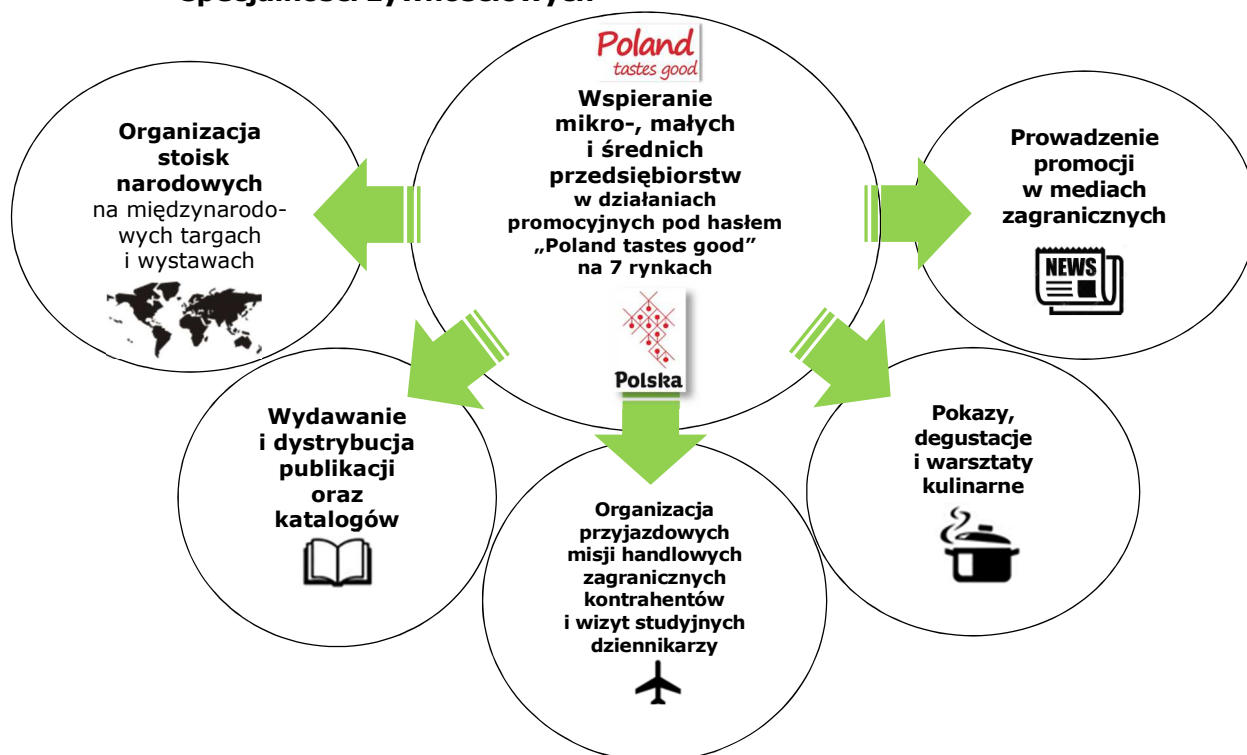 specjalności żywnościowych
Poland
tastes good
Wspieranie
mikro-, małych
i średnich
przedsiębiorstw
w działaniach
promocyjnych pod hasłem
„Poland tastes good”
na 7 rynkach
Polska
Organizacja
stoisk
narodowych
na międzynarodo-
wych targach
i wystawach
Prowadzenie
promocji
w mediach
zagranicznych
NEWS
Wydawanie
i dystrybucja
publikacji
oraz
katalogów
Organizacja
przyjazdowych
misji handlowych
zagranicznych
kontrahentów
i wizyt studyjnych
dziennikarzy
Pokazy,
degustacje
i warsztaty
kulinarne